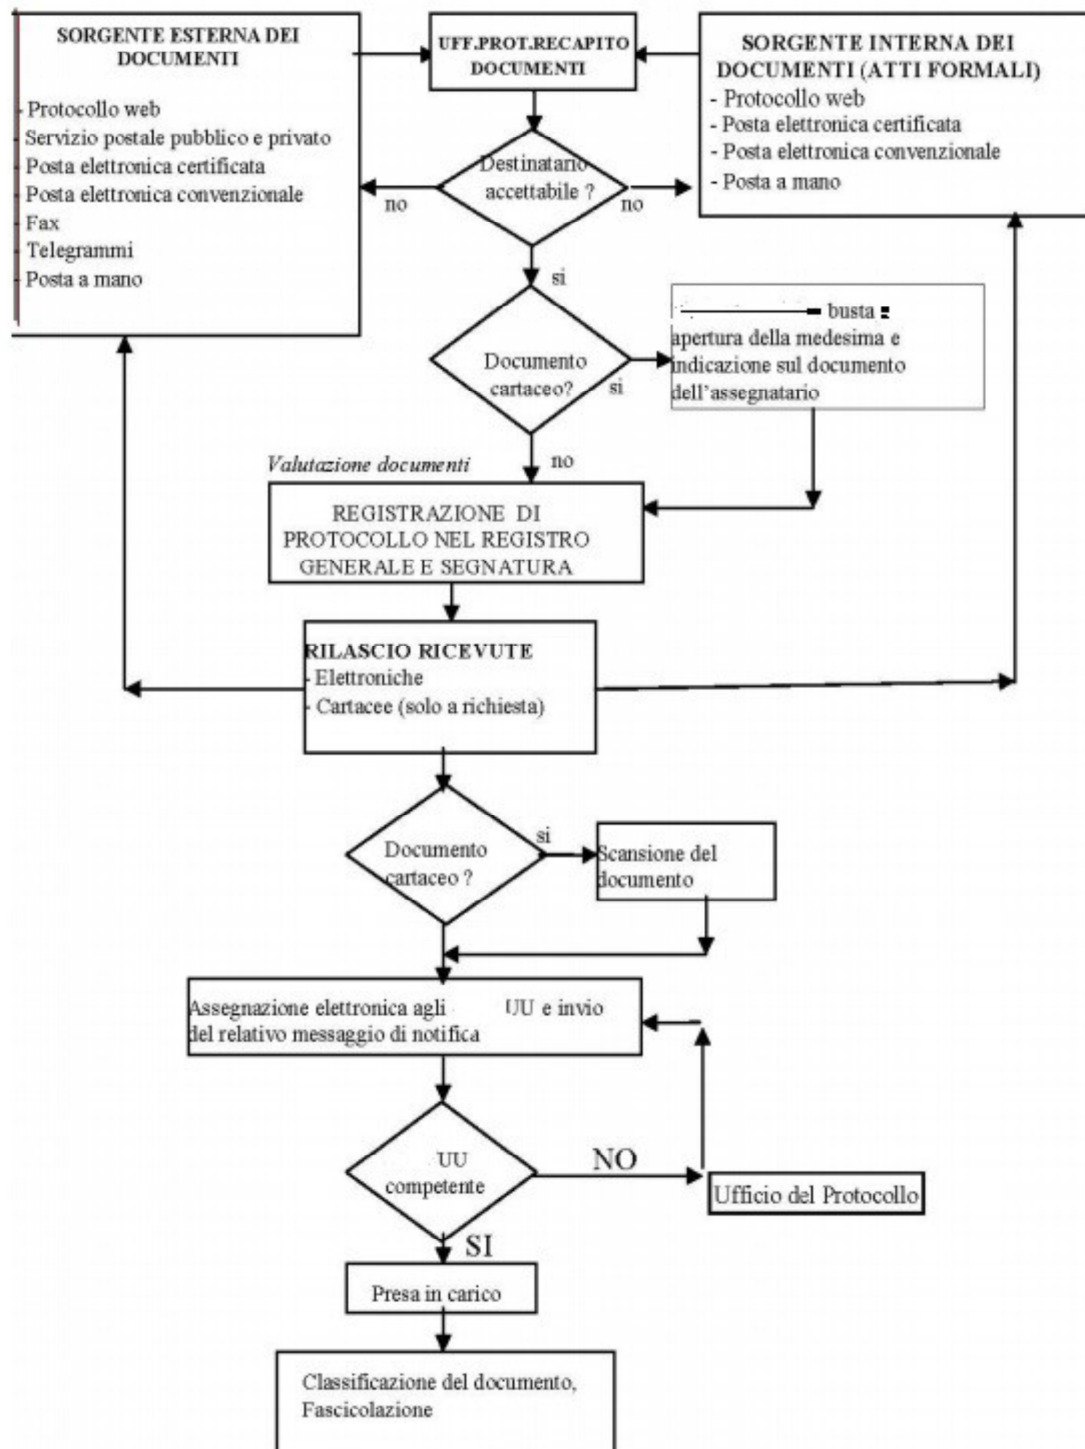 SORGENTE ESTERNA DEI
DOCUMENTI
- Protocollo web
- Servizio postale pubblico e privato
- Posta elettronica certificata
- Posta elettronica convenzionale
- Fax
- Telegrammi
- Posta a mano
UFF.PROT.RECAPITO
DOCUMENTI
SORGENTE INTERNA DEI
DOCUMENTI (ATTI FORMALI)
- Protocollo web
- Posta elettronica certificata
- Posta elettronica convenzionale
- Posta a mano
Destinatario
accettabile ?
no
no
si
Documento
cartaceo?
si
busta
apertura della medesima e
indicazione sul documento
dell'assegnatario
no
Valutazione documenti
REGISTRAZIONE DI
PROTOCOLLO NEL REGISTRO
GENERALE E SEGNATURA
RILASCIO RICEVUTE
- Elettroniche
- Cartacee (solo a richiesta)
Documento
cartaceo ?
si
Scansione del
documento
Assegnazione elettronica agli UU e invio
del relativo messaggio di notifica
UU
competente
NO
Ufficio del Protocollo
SI
Presa in carico
Classificazione del documento,
Fascicolazione